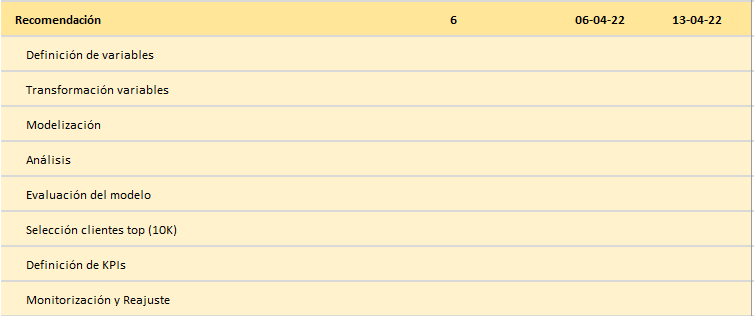 Recomendación 6 06-04-22 13-04-22
Definición de variables
Transformación variables
Modelización
Análisis
Evaluación del modelo
Selección clientes top (10K)
Definición de KPIs
Monitorización y Reajuste